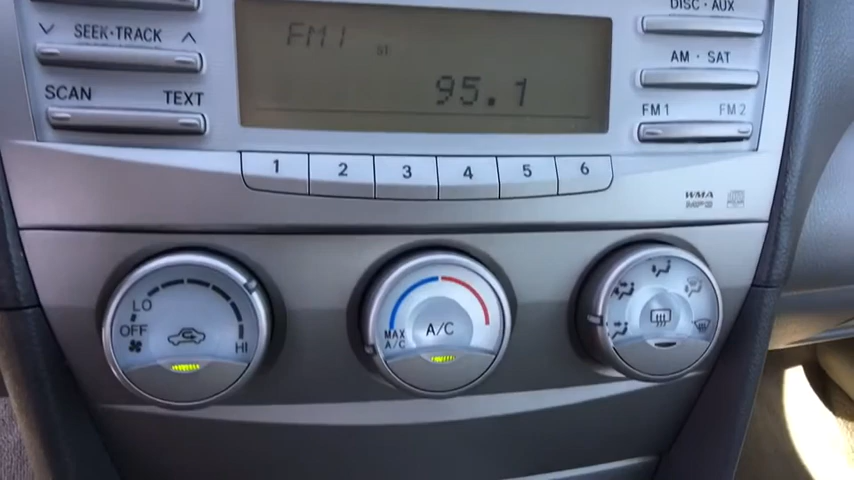 DISC · AUX
FM1
SEEK·TRACK
ST
AM · SAT
SCAN TEXT
95.1
FM1 FM2
1 2 3 4 5 6
WMA
MP3
LO
OFF
HI
MAX
A/C
A/C